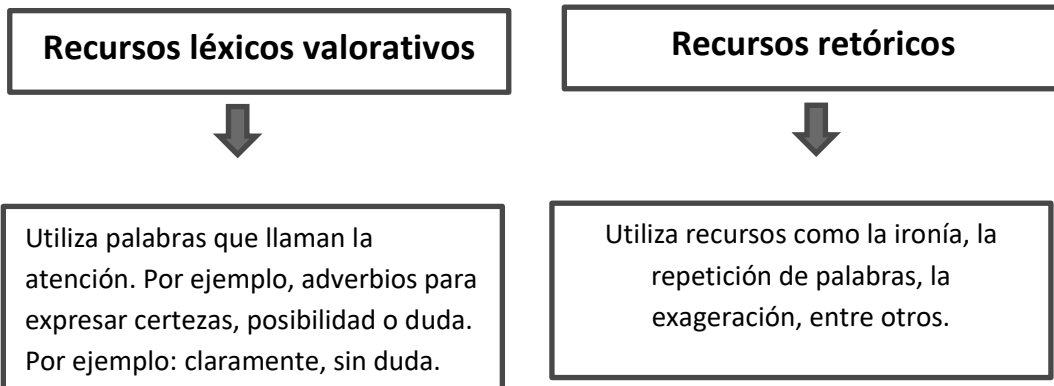 Recursos léxicos valorativos
Utiliza palabras que llaman la
atención. Por ejemplo, adverbios para
expresar certezas, posibilidad o duda.
Por ejemplo: claramente, sin duda.
Recursos retóricos
Utiliza recursos como la ironía, la
repetición de palabras, la
exageración, entre otros.